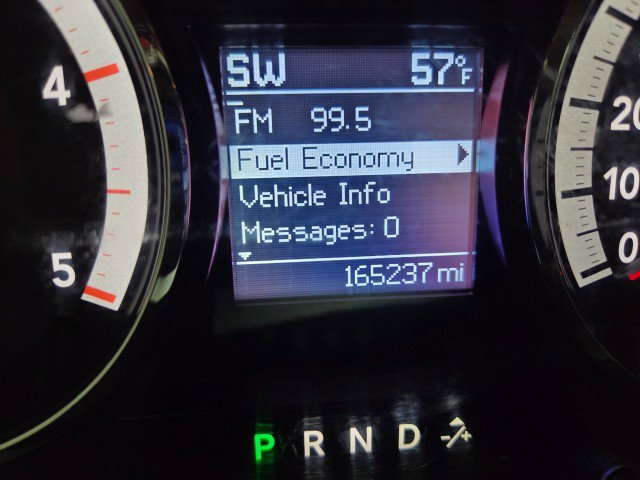 SW 57°F
FM 99.5
Fuel Economy
Vehicle Info
Messages: 0
165237 mi
4
5
20
10
0
P R N D